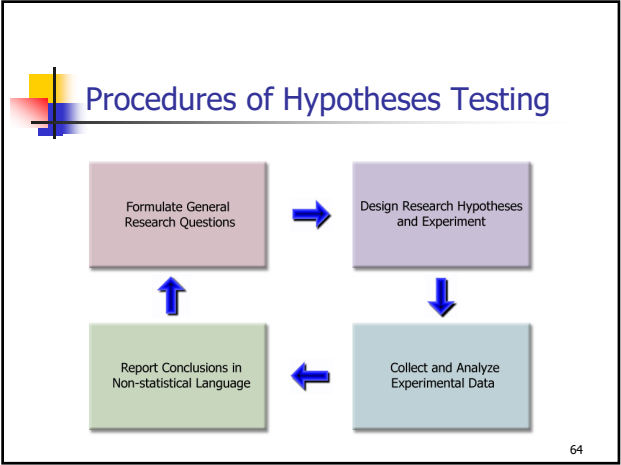 Procedures of Hypotheses Testing
Formulate General
Research Questions
Design Research Hypotheses
and Experiment
Report Conclusions in
Non-statistical Language
Collect and Analyze
Experimental Data
64